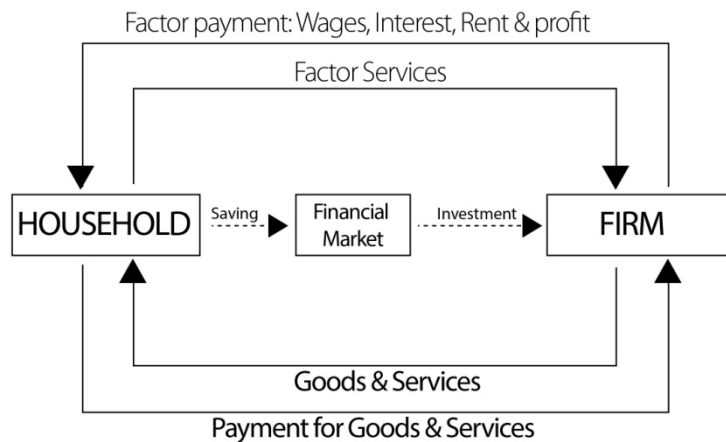 Factor payment: Wages, Interest, Rent & profit
Factor Services
HOUSEHOLD
Saving
Financial
Market
Investment
FIRM
Goods & Services
Payment for Goods & Services